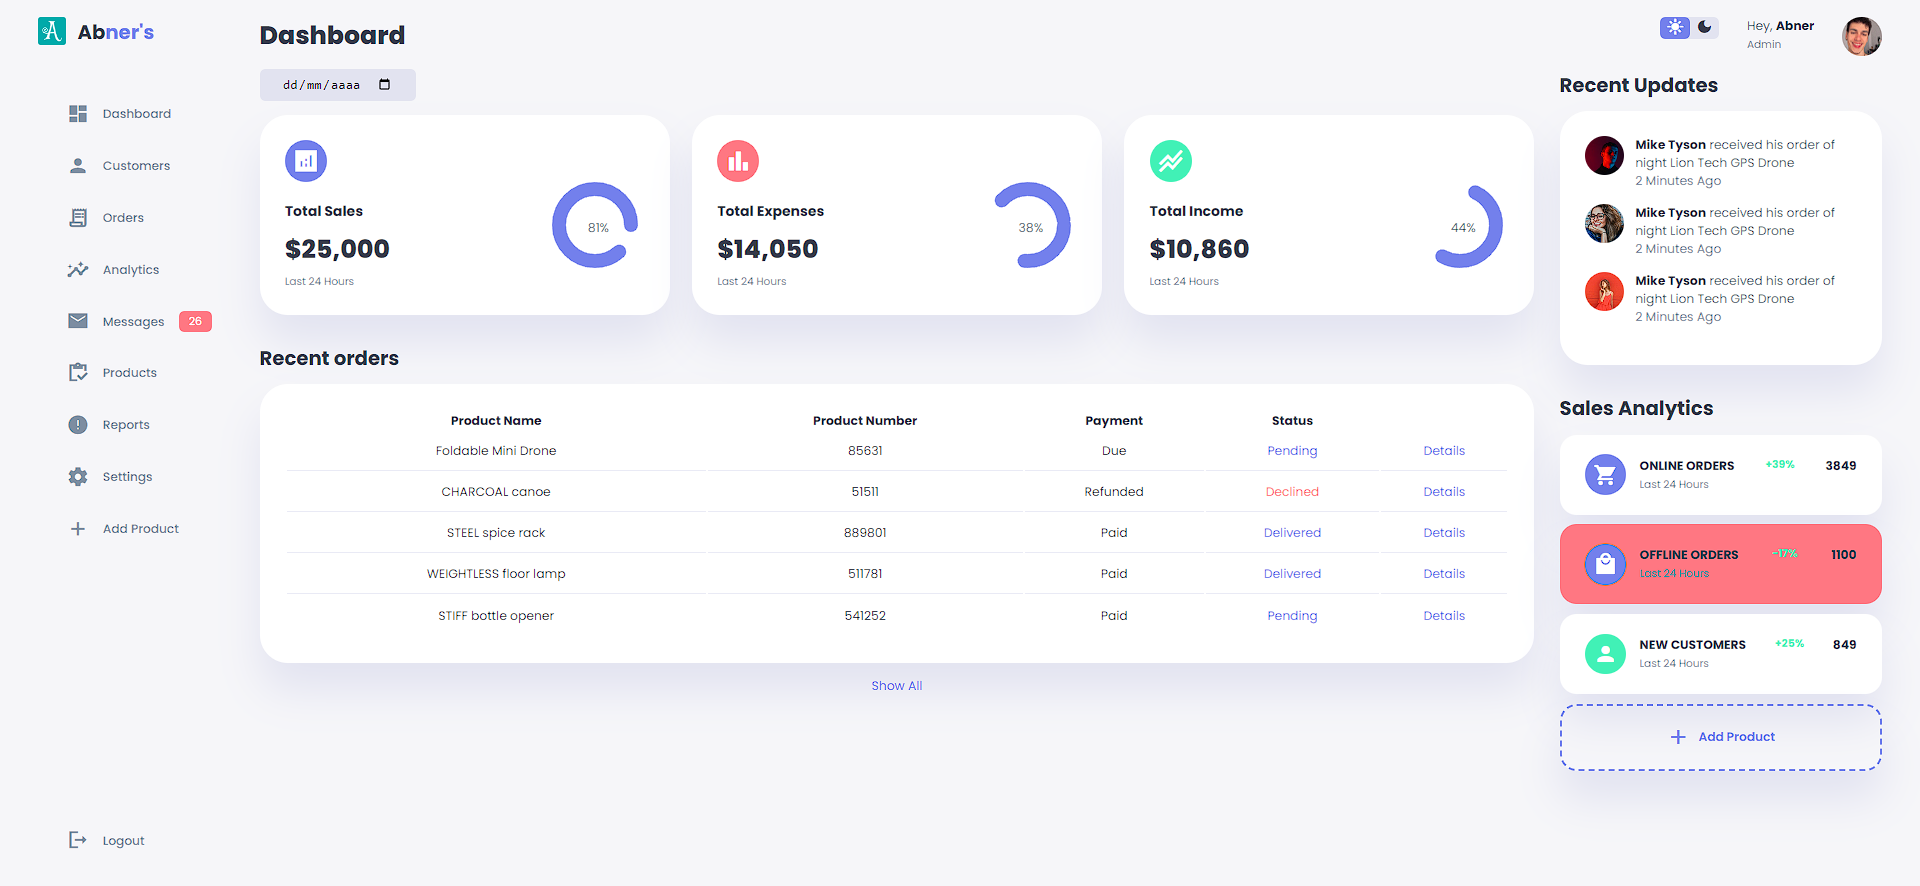 A Abner's
Dashboard
Customers
Orders
Analytics
Messages 26
Products
Reports
Settings
Add Product
Logout
Dashboard
dd/mm/aaaa
Total Sales
$25,000
Last 24 Hours
81%
Total Expenses
$14,050
Last 24 Hours
38%
Total Income
$10,860
Last 24 Hours
44%
Recent orders
Product Name Product Number Payment Status
Foldable Mini Drone 85631 Due Pending Details
CHARCOAL canoe 51511 Refunded Declined Details
STEEL spice rack 889801 Paid Delivered Details
WEIGHTLESS floor lamp 511781 Paid Delivered Details
STIFF bottle opener 541252 Paid Pending Details
Show All
Hey, Abner
Admin
Recent Updates
Mike Tyson received his order of
night Lion Tech GPS Drone
2 Minutes Ago
Mike Tyson received his order of
night Lion Tech GPS Drone
2 Minutes Ago
Mike Tyson received his order of
night Lion Tech GPS Drone
2 Minutes Ago
Sales Analytics
ONLINE ORDERS +39% 3849
Last 24 Hours
OFFLINE ORDERS -17% 1100
Last 24 Hours
NEW CUSTOMERS +25% 849
Last 24 Hours
Add Product